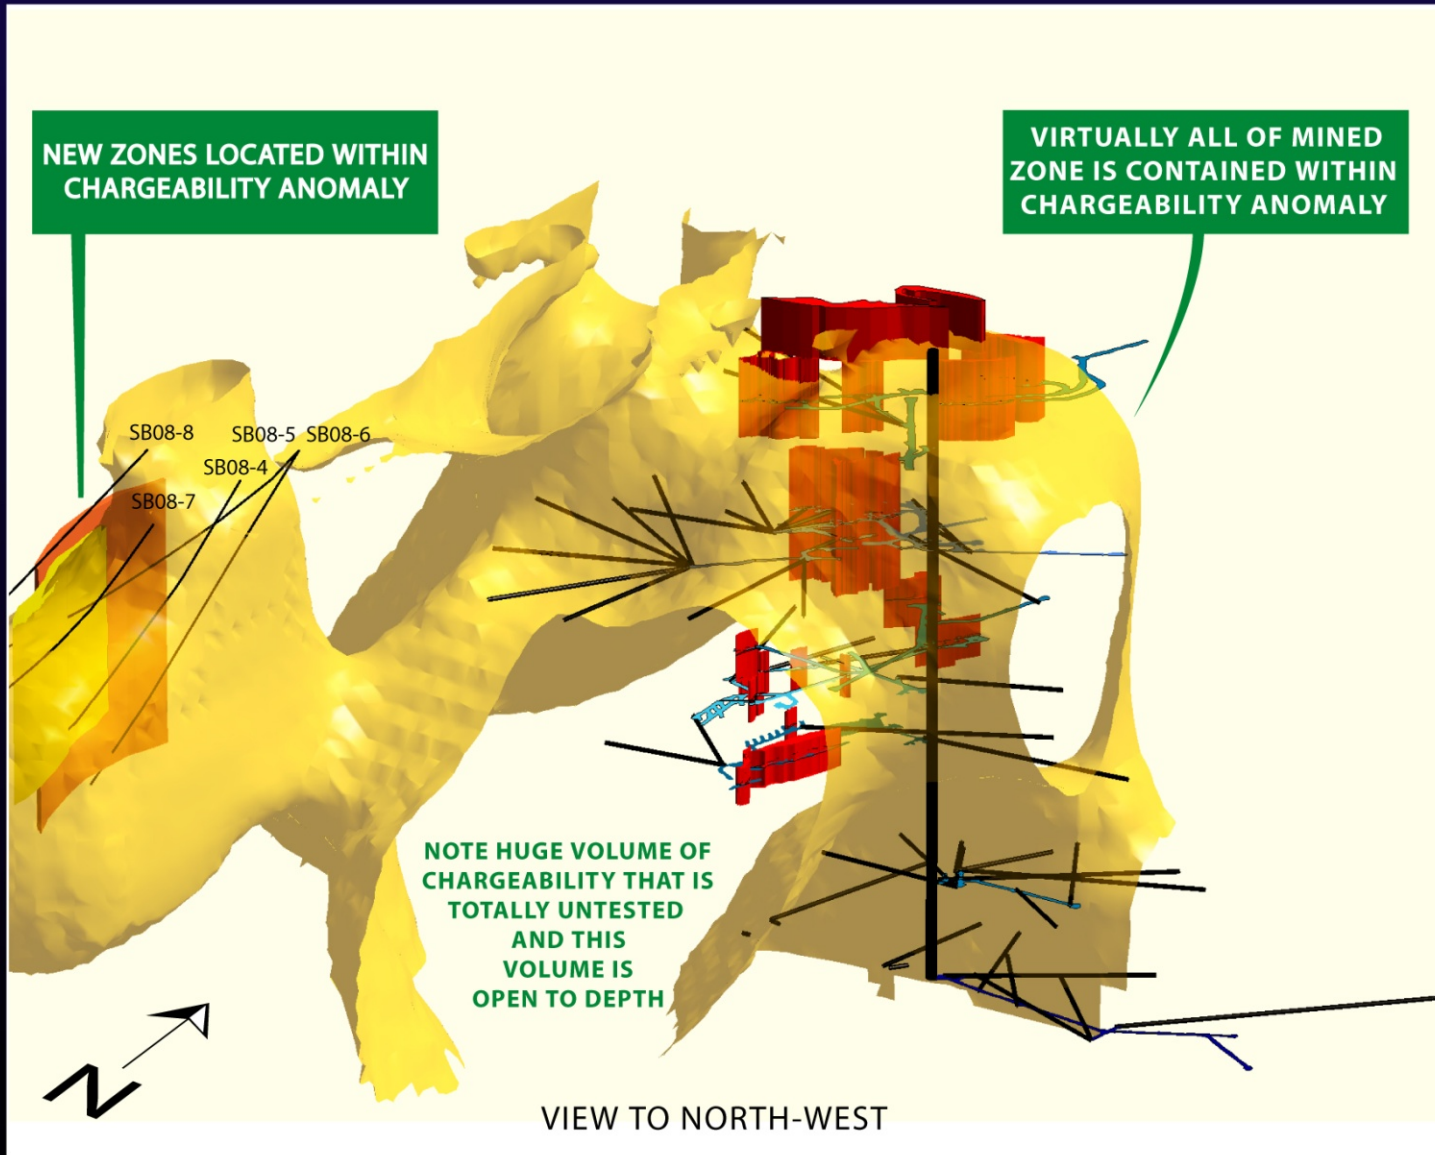 NEW ZONES LOCATED WITHIN
CHARGEABILITY ANOMALY
VIRTUALLY ALL OF MINED
ZONE IS CONTAINED WITHIN
CHARGEABILITY ANOMALY
SB08-8
SB08-5
SB08-6
SB08-4
SB08-7
NOTE HUGE VOLUME OF
CHARGEABILITY THAT IS
TOTALLY UNTESTED
AND THIS
VOLUME IS
OPEN TO DEPTH
N
VIEW TO NORTH-WEST